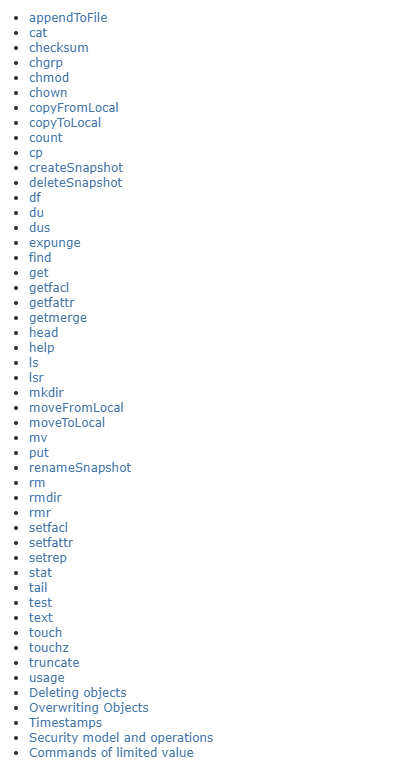 appendToFile
cat
checksum
chgrp
chmod
chown
copyFromLocal
copyToLocal
count
cp
createSnapshot
deleteSnapshot
df
du
dus
expunge
find
get
getfacl
getfattr
getmerge
head
help
ls
lsr
mkdir
moveFromLocal
moveToLocal
mv
put
renameSnapshot
rm
rmdir
rmr
setfacl
setfattr
setrep
stat
tail
test
text
touch
touchz
truncate
usage
Deleting objects
Overwriting Objects
Timestamps
Security model and operations
Commands of limited value